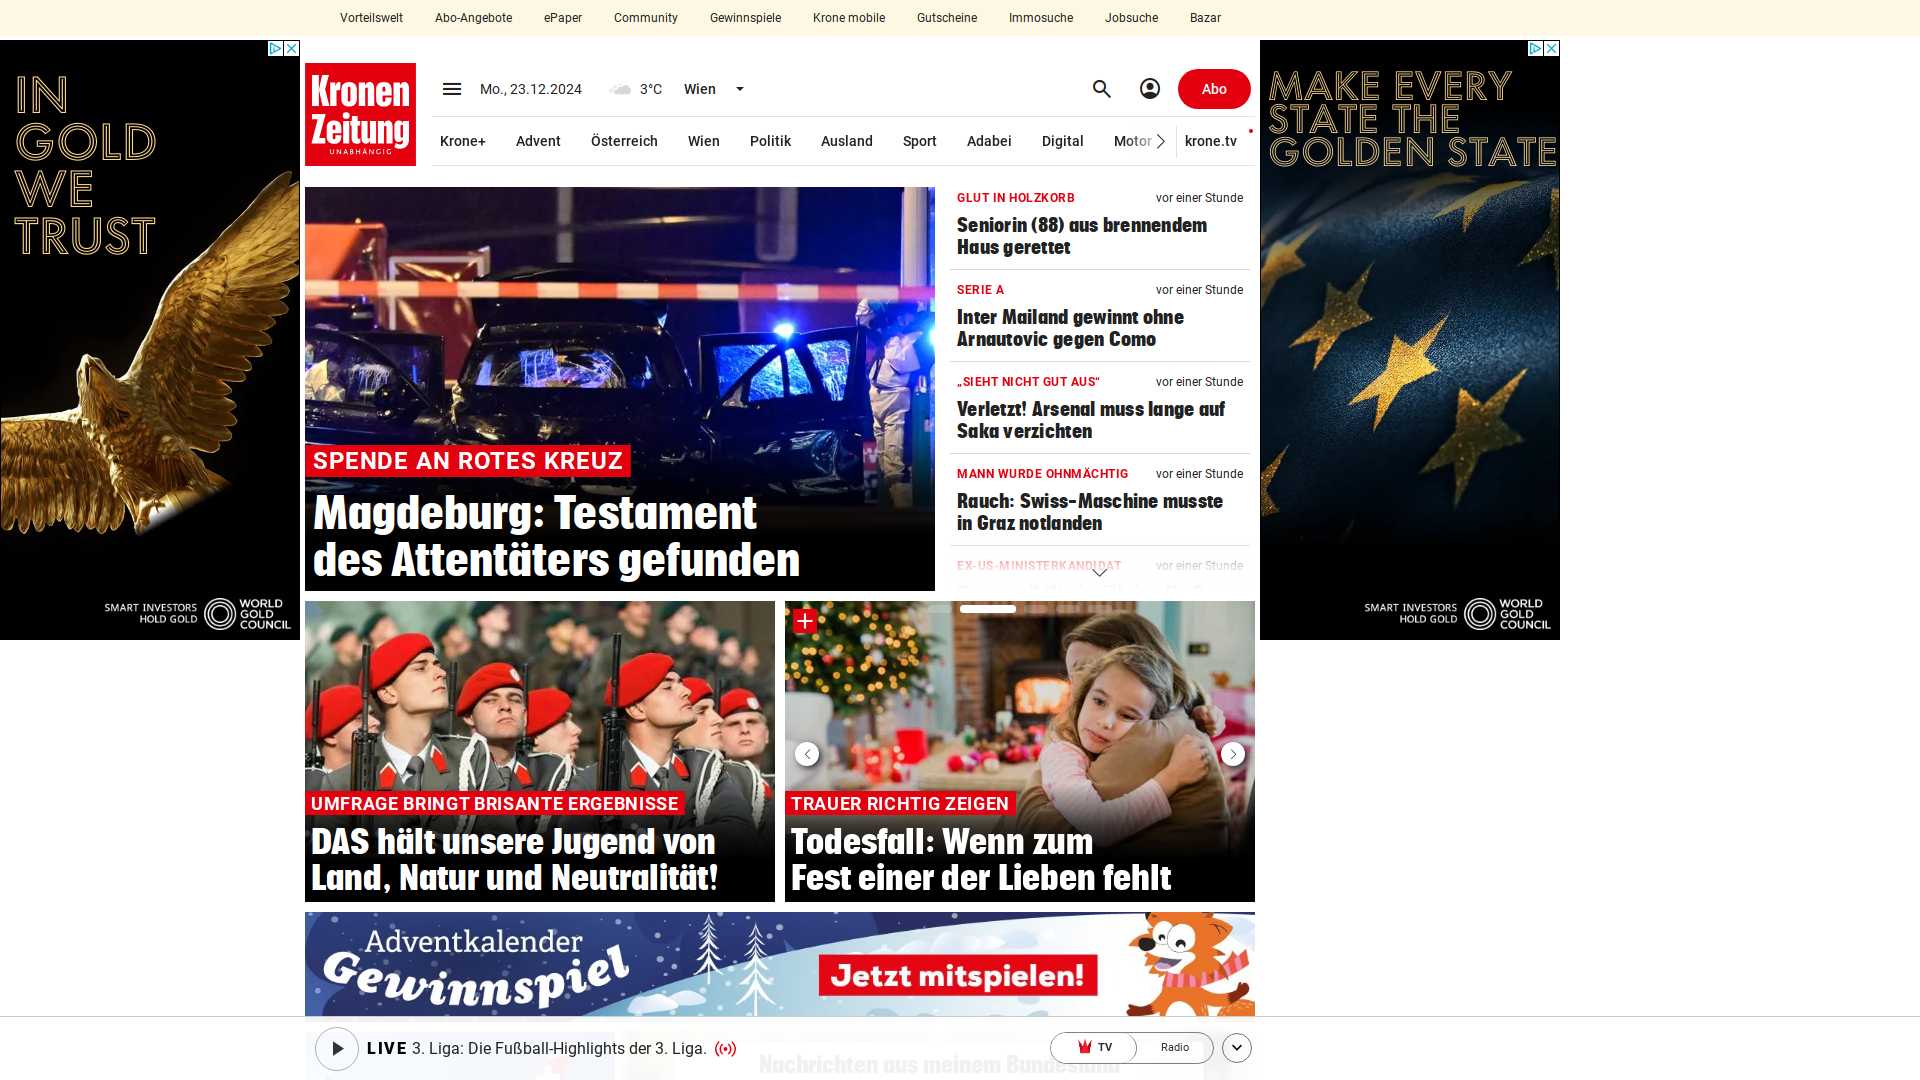 Vorteilswelt Abo-Angebote ePaper Community Gewinnspiele Krone mobile Gutscheine Immosuche Jobsuche Bazar
IN
GOLD
WE
TRUST
SMART INVESTORS
HOLD GOLD
WORLD
GOLD
COUNCIL
Kronen
Zeitung
UNABHÄNGIG
Mo., 23.12.2024 3°C Wien Abo
Krone+ Advent Österreich Wien Politik Ausland Sport Adabei Digital Motor krone.tv
MAKE EVERY
STATE THE
GOLDEN STATE
SMART INVESTORS
HOLD GOLD
WORLD
GOLD
COUNCIL
SPENDE AN ROTES KREUZ
Magdeburg: Testament
des Attentäters gefunden
GLUT IN HOLZKORB vor einer Stunde
Seniorin (88) aus brennendem
Haus gerettet
SERIE A vor einer Stunde
Inter Mailand gewinnt ohne
Arnautovic gegen Como
„SIEHT NICHT GUT AUS“ vor einer Stunde
Verletzt! Arsenal muss lange auf
Saka verzichten
MANN WURDE OHNMÄCHTIG vor einer Stunde
Rauch: Swiss-Maschine musste
in Graz notlanden
EX-US-MINISTERKANDIDAT vor einer Stunde
UMFRAGE BRINGT BRISANTE ERGEBNISSE
DAS hält unsere Jugend von
Land, Natur und Neutralität!
TRAUER RICHTIG ZEIGEN
Todesfall: Wenn zum
Fest einer der Lieben fehlt
Adventkalender
Gewinnspiel
Jetzt mitspielen!
LIVE 3. Liga: Die Fußball-Highlights der 3. Liga.
TV Radio
Nachrichten aus meinem Bundesland